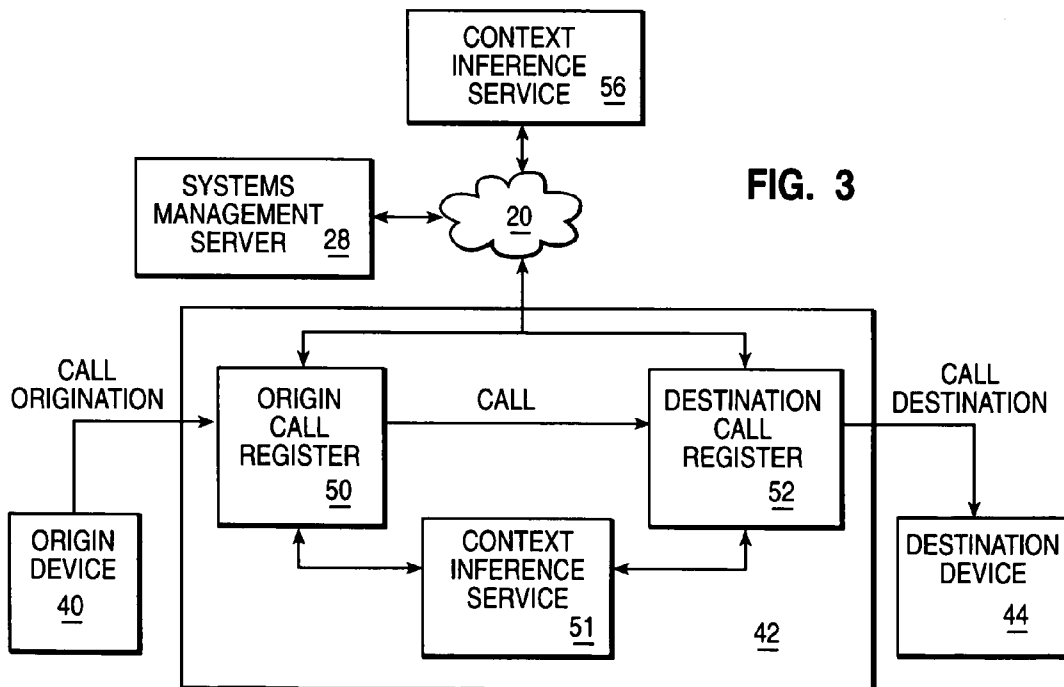 CONTEXT
INFERENCE
SERVICE 56
SYSTEMS
MANAGEMENT
SERVER 28
20
FIG. 3
CALL
ORIGINATION
ORIGIN
CALL
REGISTER
50
CALL
DESTINATION
CALL
REGISTER
52
CALL
DESTINATION
ORIGIN
DEVICE
40
CONTEXT
INFERENCE
SERVICE
51
42
DESTINATION
DEVICE
44